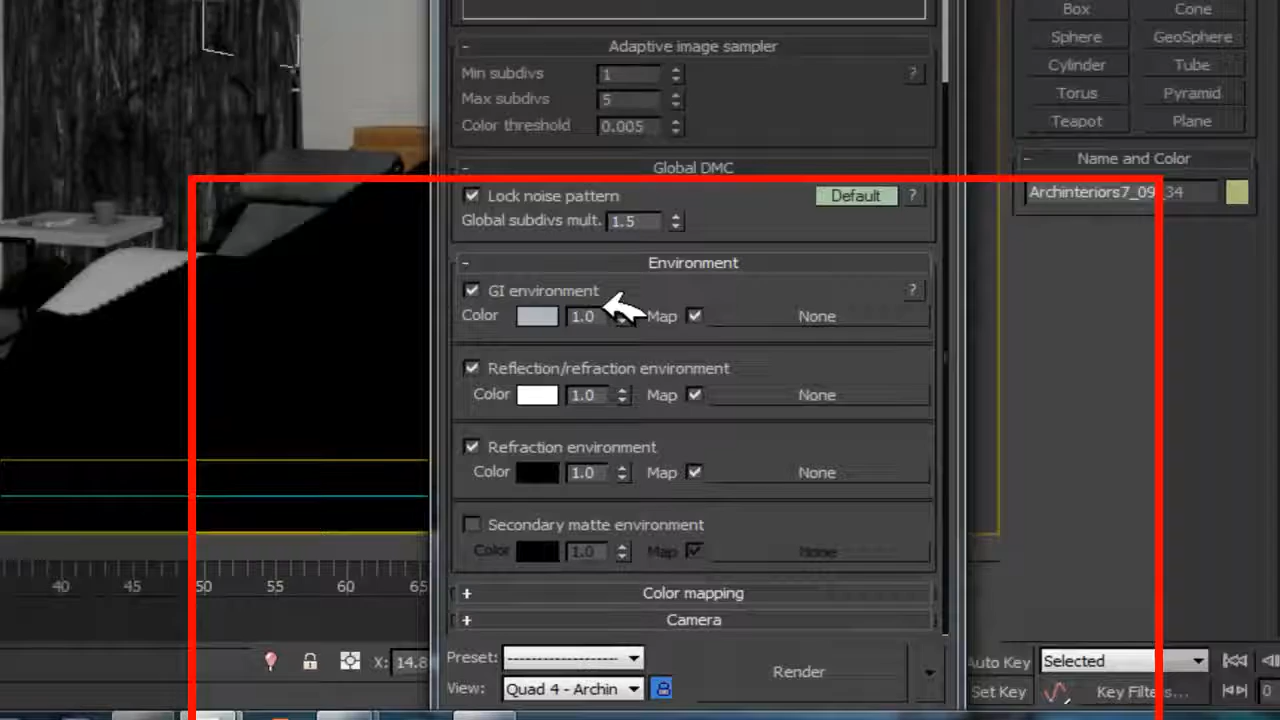 Box Cone
Adaptive image sampler
Sphere GeoSphere
Min subdivs 1 ?
Cylinder Tube
Max subdivs 5
Torus Pyramid
Color threshold 0.005
Teapot Plane
- Name and Color
- Global DMC
Lock noise pattern Default ?
Archinteriors7_09_34
Global subdivs mult. 1.5
- Environment
GI environment ?
Color 1.0 Map None
Reflection/refraction environment
Color 1.0 Map None
Refraction environment
Color 1.0 Map None
Secondary matte environment
Color 1.0 Map None
40 45 50 55 60 65
+ Color mapping
+ Camera
Preset: --------------------
X: 14.8
Render
Auto Key Selected
View: Quad 4 - Archin
Set Key Key Filters... 0